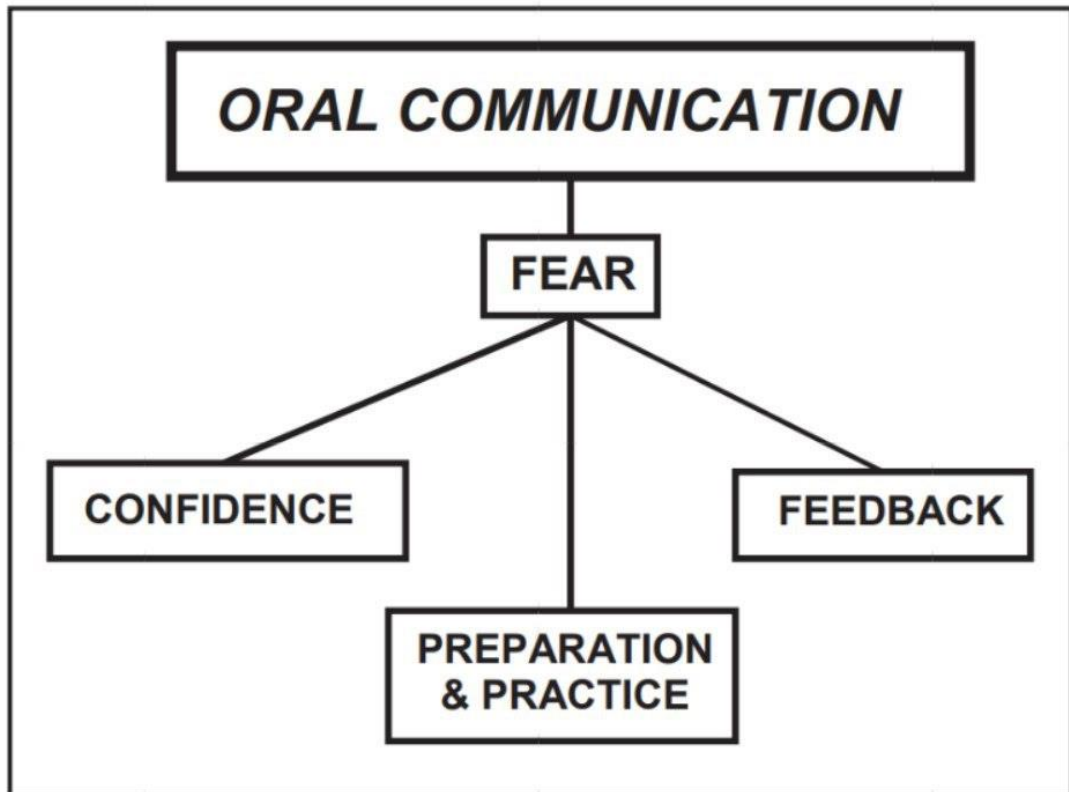 ORAL COMMUNICATION
FEAR
CONFIDENCE
FEEDBACK
PREPARATION
& PRACTICE